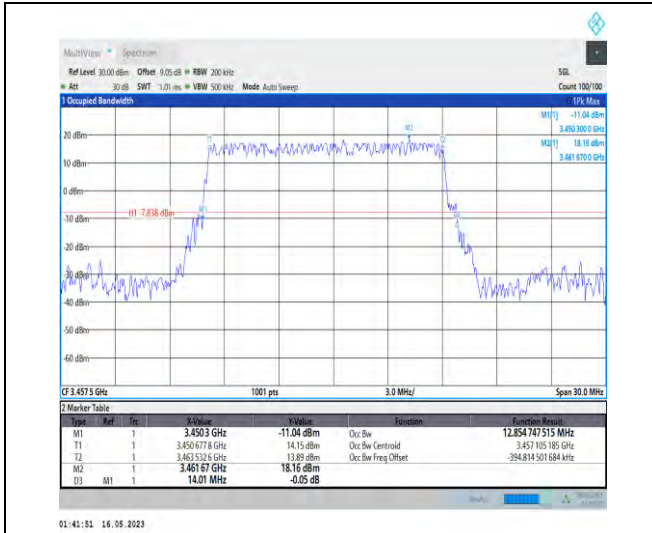 MultiView Spectrum
Ref Level 30.00 dBm Offset 9.05 dB RBW 200 kHz SGL
Att 30 dB SWT 1.01 ms VBW 500 kHz Mode Auto Sweep Count 100/100
1 Occupied Bandwidth 1Pk Max
M1[1] -11.04 dBm
3.450 300 0 GHz
M2[1] 18.16 dBm
3.461 670 0 GHz
20 dBm
M2
T1
T2
10 dBm
0 dBm
H1 -7.838 dBm
M1
-10 dBm
-20 dBm
-30 dBm
-40 dBm
-50 dBm
-60 dBm
CF 3.457 5 GHz 1001 pts 3.0 MHz/ Span 30.0 MHz
2 Marker Table
Type Ref Trc X-Value Y-Value Function Function Result
M1 1 3.450 3 GHz -11.04 dBm Occ Bw 12.854 747 515 MHz
T1 1 3.450 677 8 GHz 14.15 dBm Occ Bw Centroid 3.457 105 185 GHz
T2 1 3.463 532 6 GHz 13.89 dBm Occ Bw Freq Offset -394.814 501 684 kHz
M2 1 3.461 67 GHz 18.16 dBm
D3 M1 1 14.01 MHz -0.05 dB
01:41:51 16.05.2023